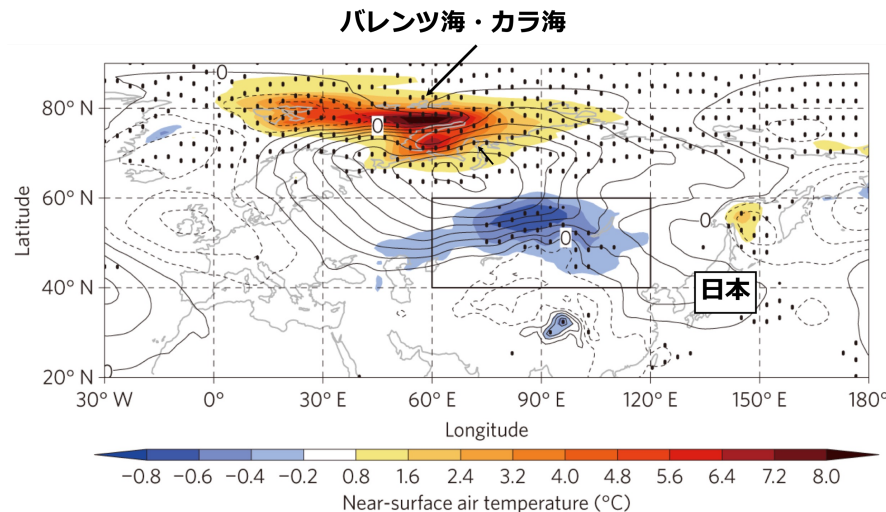 バレンツ海・カラ海
0
80° N
0
60° N
0
0
Latitude
日本
40° N
0
20° N
30° W 0° 30° E 60° E 90° E 120° E 150° E 180°
Longitude
−0.8 −0.6 −0.4 −0.2 0.8 1.6 2.4 3.2 4.0 4.8 5.6 6.4 7.2 8.0
Near-surface air temperature (°C)